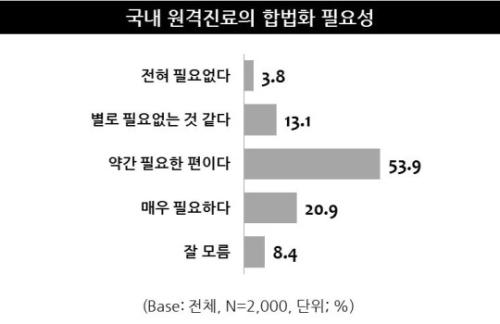 국내 원격진료의 합법화 필요성
전혀 필요없다 3.8
별로 필요없는 것 같다 13.1
약간 필요한 편이다 53.9
매우 필요하다 20.9
잘 모름 8.4
(Base: 전체, N=2,000, 단위; %)